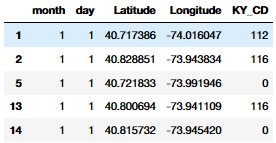 month day Latitude Longitude KY_CD
1 1 1 40.717386 -74.016047 112
2 1 1 40.828851 -73.943834 116
5 1 1 40.721833 -73.991946 0
13 1 1 40.800694 -73.941109 116
14 1 1 40.815732 -73.945420 0